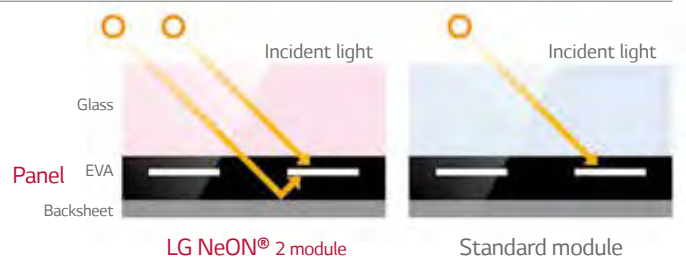 Incident light
Incident light
Glass
Panel
EVA
Backsheet
LG NeON® 2 module
Standard module